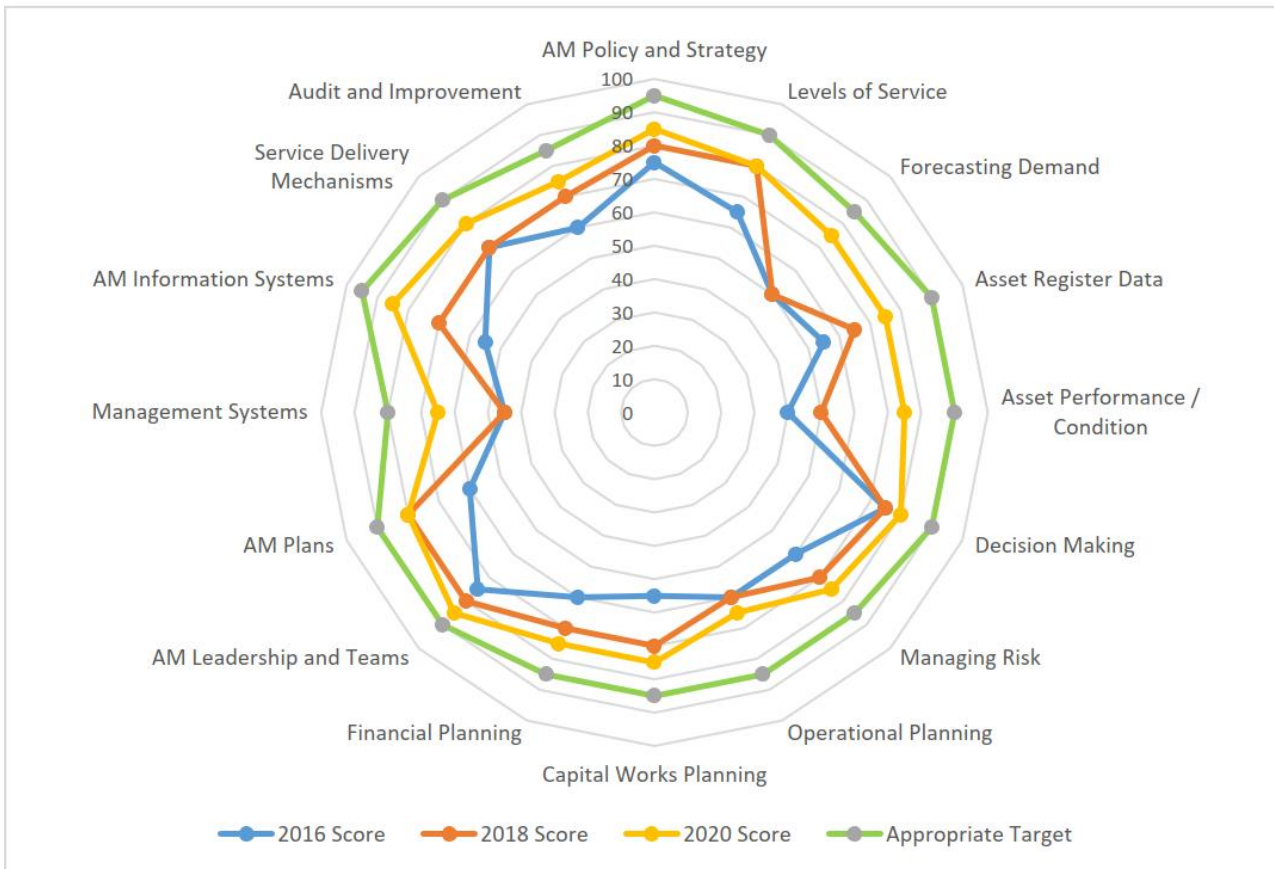 AM Policy and Strategy
Levels of Service
Forecasting Demand
Asset Register Data
Asset Performance /
Condition
Decision Making
Managing Risk
Operational Planning
Capital Works Planning
Financial Planning
AM Leadership and Teams
AM Plans
Management Systems
AM Information Systems
Service Delivery
Mechanisms
Audit and Improvement
100
90
80
70
60
50
40
30
20
10
0
2016 Score
2018 Score
2020 Score
Appropriate Target